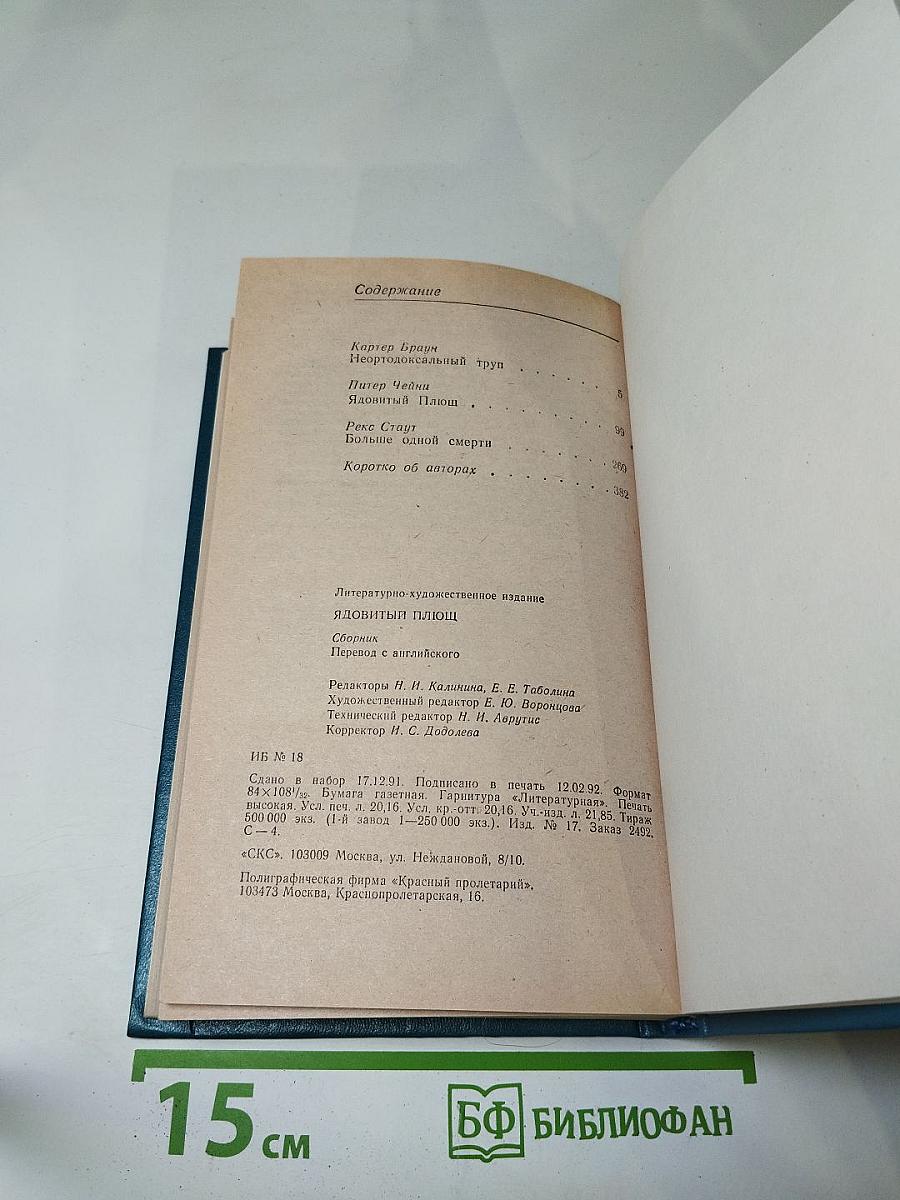 Содержание
Картер Браун
Неортодоксальный труп . . . . . . . 5
Питер Чейни
Ядовитый Плющ . . . . . . . . 99
Рекс Стаут
Больше одной смерти . . . . . . . 269
Коротко об авторах . . . . . . . . 382
Литературно-художественное издание
ЯДОВИТЫЙ ПЛЮЩ
Сборник
Перевод с английского
Редакторы Н. И. Калинина, Е. Е. Таболина
Художественный редактор Е. Ю. Воронцова
Технический редактор Н. И. Аврутис
Корректор И. С. Додолева
ИБ № 18
Сдано в набор 17.12.91. Подписано в печать 12.02.92. Формат
84×108¹/₃₂. Бумага газетная. Гарнитура «Литературная». Печать
высокая. Усл. печ. л. 20,16. Усл. кр.-отт. 20,16. Уч.-изд. л. 21,85. Тираж
500 000 экз. (1-й завод 1—250 000 экз.). Изд. № 17. Заказ 2492.
С — 4.
«СКС». 103009 Москва, ул. Неждановой, 8/10.
Полиграфическая фирма «Красный пролетарий».
103473 Москва, Краснопролетарская, 16.
15 см
БФ БИБЛИОФАН